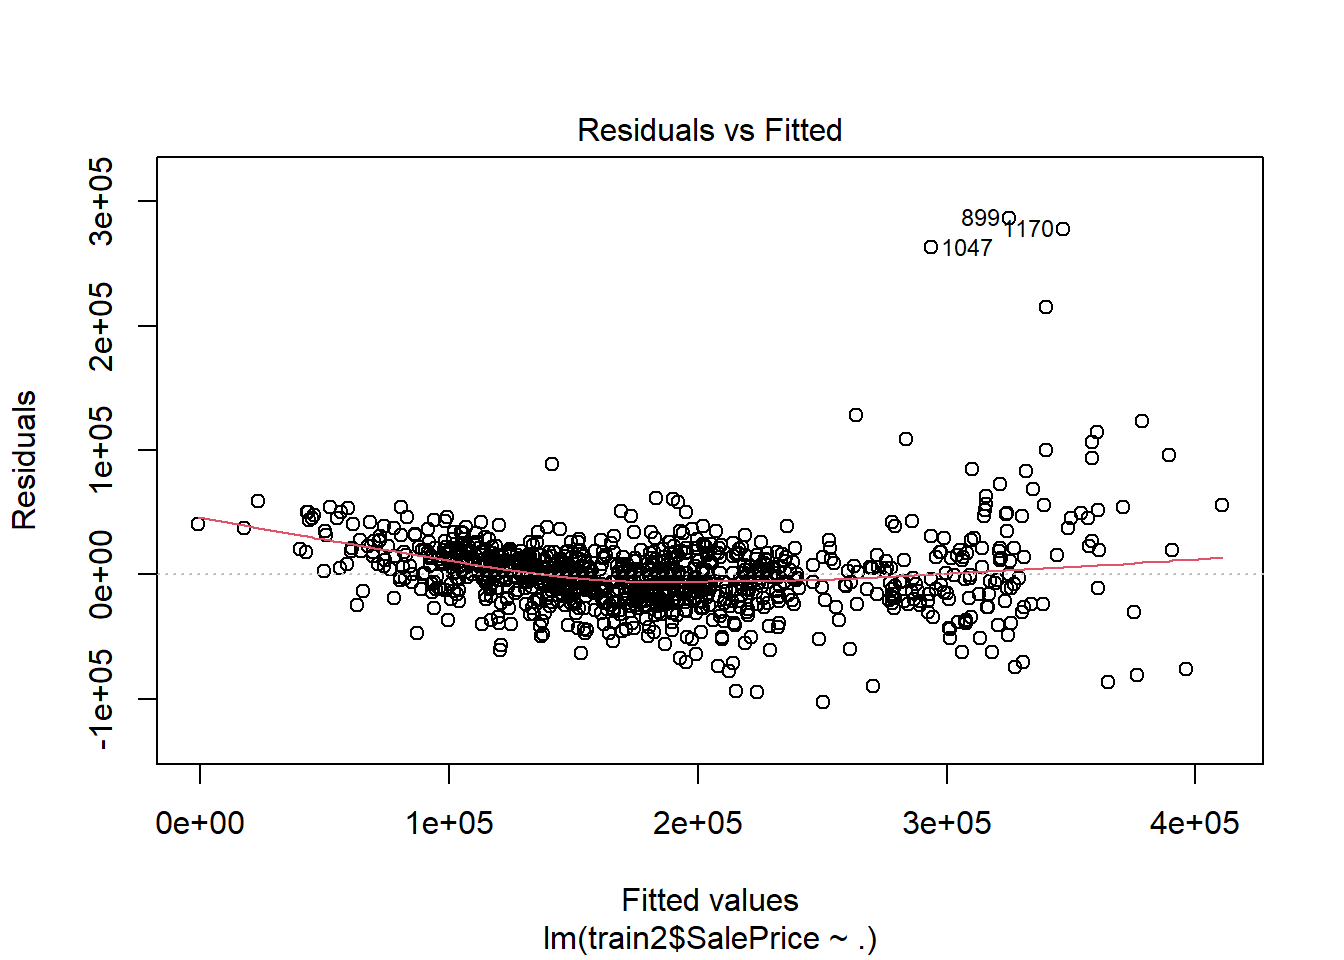 Residuals vs Fitted
Residuals
3e+05
2e+05
1e+05
0e+00
-1e+05
899
1170
1047
0e+00 1e+05 2e+05 3e+05 4e+05
Fitted values
lm(train2$SalePrice ~ .)